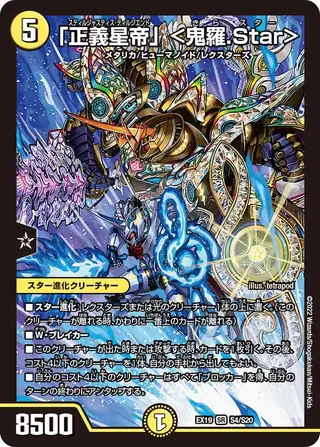 5
スティルジャスティス・ティルジエンド
「正義星帝」 <鬼羅.Star>
メタリカ/ヒューマノイド/レクスターズ
illus. tetrapod
スター進化クリーチャー
■スター進化:レクスターズまたは光のクリーチャー1体の上に置く。(この
クリーチャーが離れる時、かわりに一番上のカードが離れる)
■W・ブレイカー
■このクリーチャーが出た時または攻撃する時、カードを1枚引く。その後、
コスト4以下のクリーチャーを1体、自分の手札から出してもよい。
■自分のコスト4以下のクリーチャーはすべて「ブロッカー」を得、自分のター
ンの終わりにアンタップする。
8500
1
EX19 SR S4/S20
©2022 Wizards/Shogakukan/Mitsui-Kids